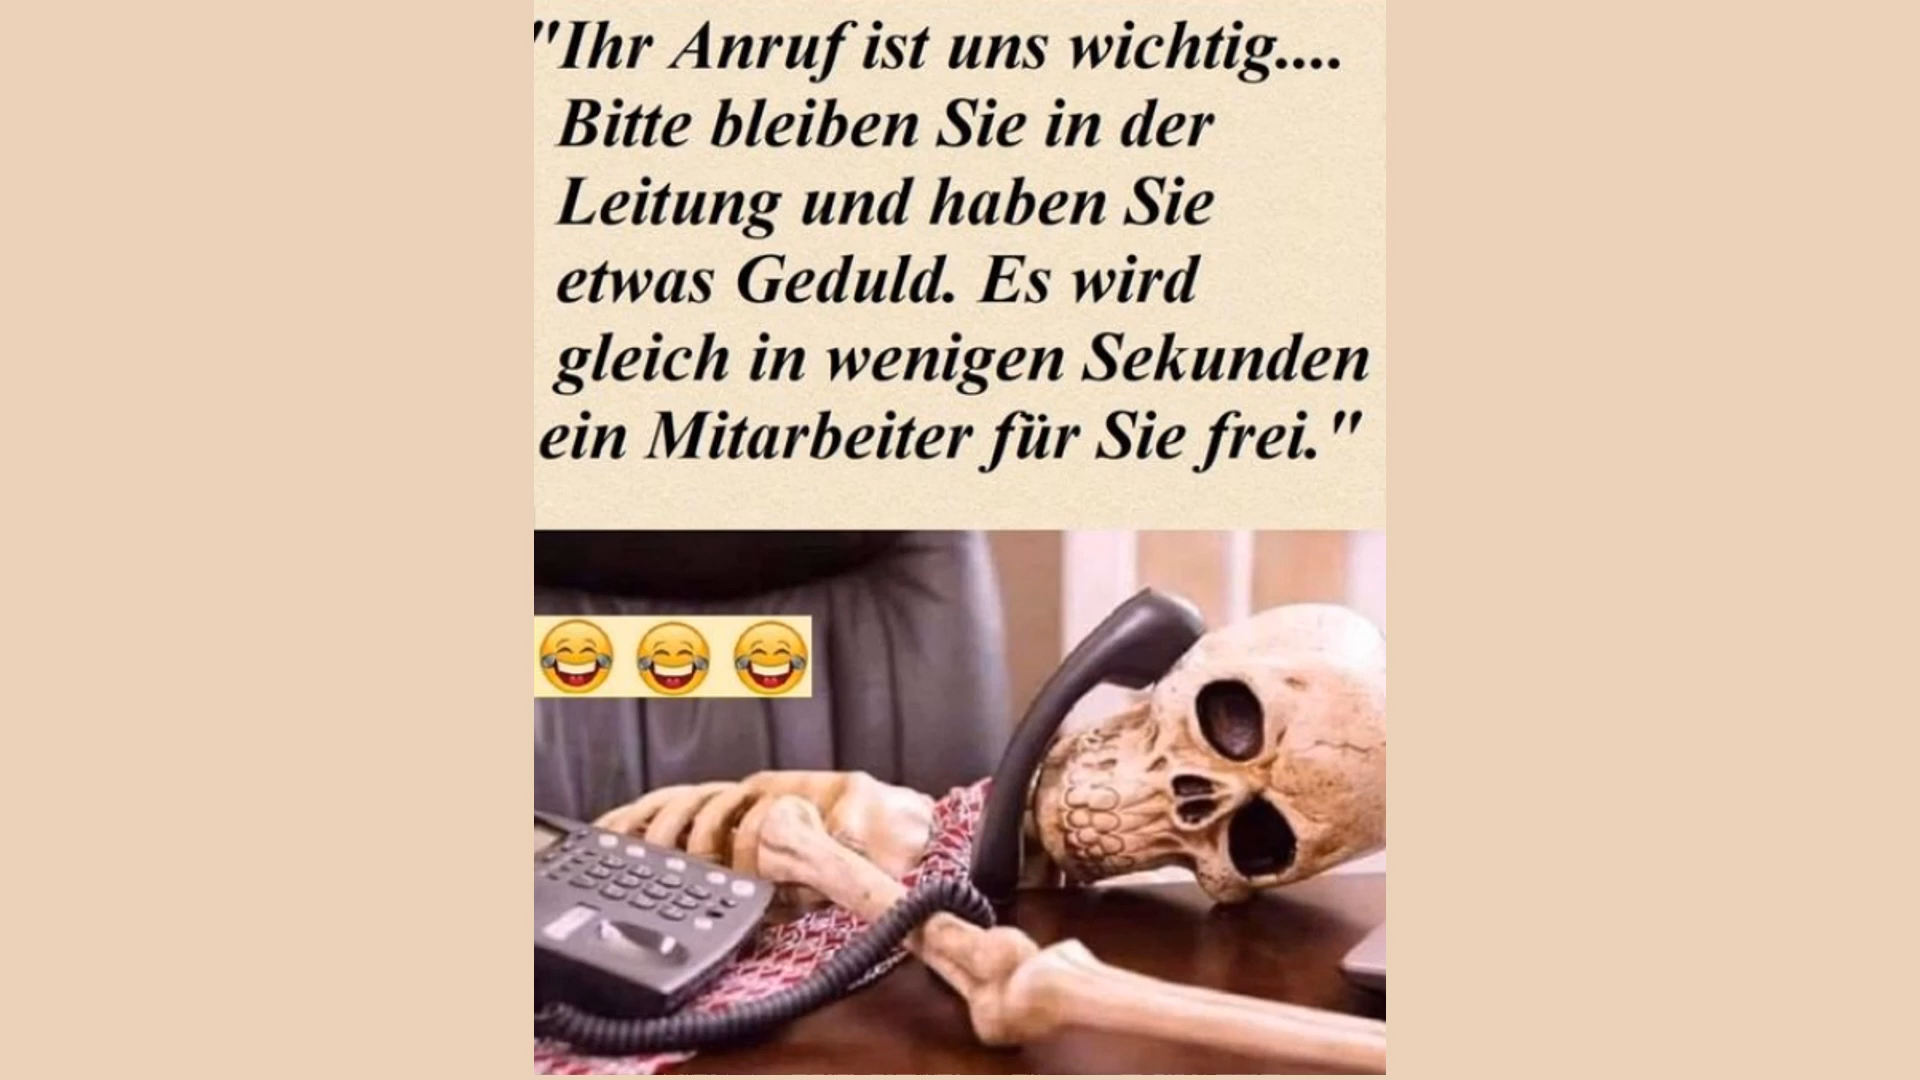 "Ihr Anruf ist uns wichtig....
Bitte bleiben Sie in der
Leitung und haben Sie
etwas Geduld. Es wird
gleich in wenigen Sekunden
ein Mitarbeiter für Sie frei."